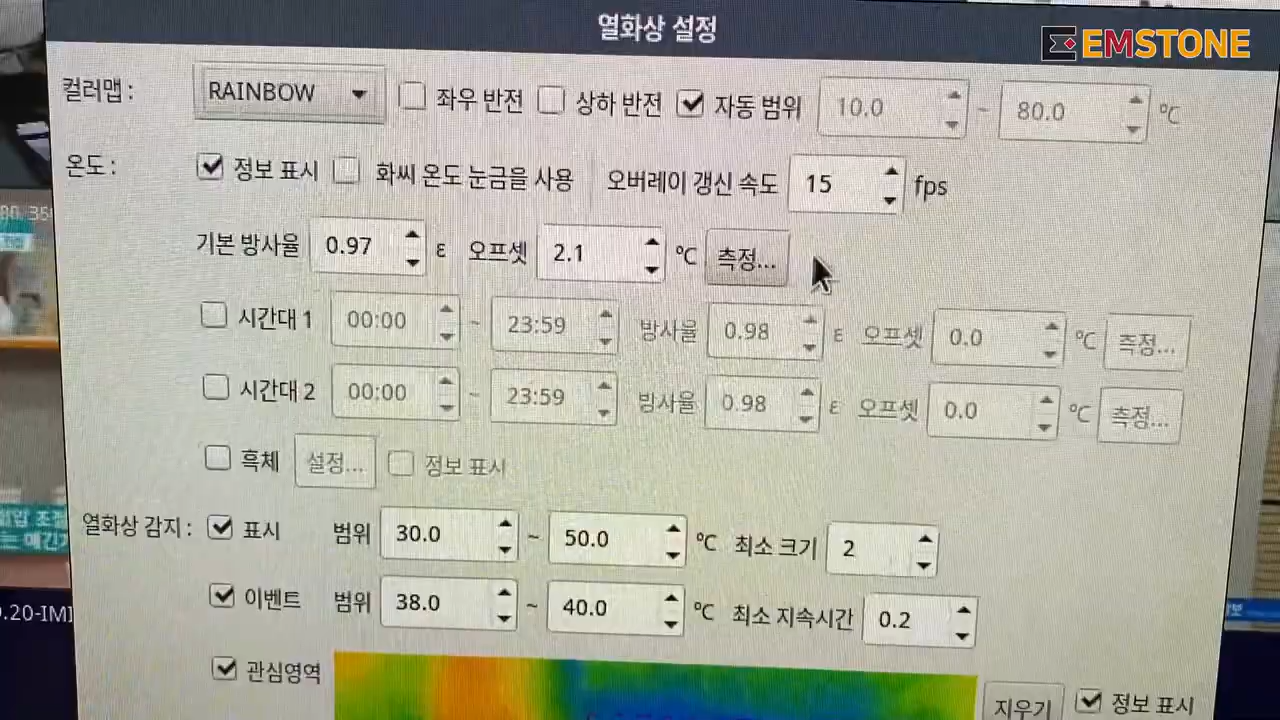 열화상 설정
EMSTONE
컬러맵 : RAINBOW 좌우 반전 상하 반전 자동 범위 10.0 ~ 80.0 ℃
온도 : 정보 표시 화씨 온도 눈금을 사용 오버레이 갱신 속도 15 fps
기본 방사율 0.97 ε 오프셋 2.1 ℃ 측정...
시간대 1 00:00 ~ 23:59 방사율 0.98 ε 오프셋 0.0 ℃ 측정...
시간대 2 00:00 ~ 23:59 방사율 0.98 ε 오프셋 0.0 ℃ 측정...
흑체 설정... 정보 표시
열화상 감지 : 표시 범위 30.0 ~ 50.0 ℃ 최소 크기 2
이벤트 범위 38.0 ~ 40.0 ℃ 최소 지속시간 0.2
관심영역 지우기 정보 표시